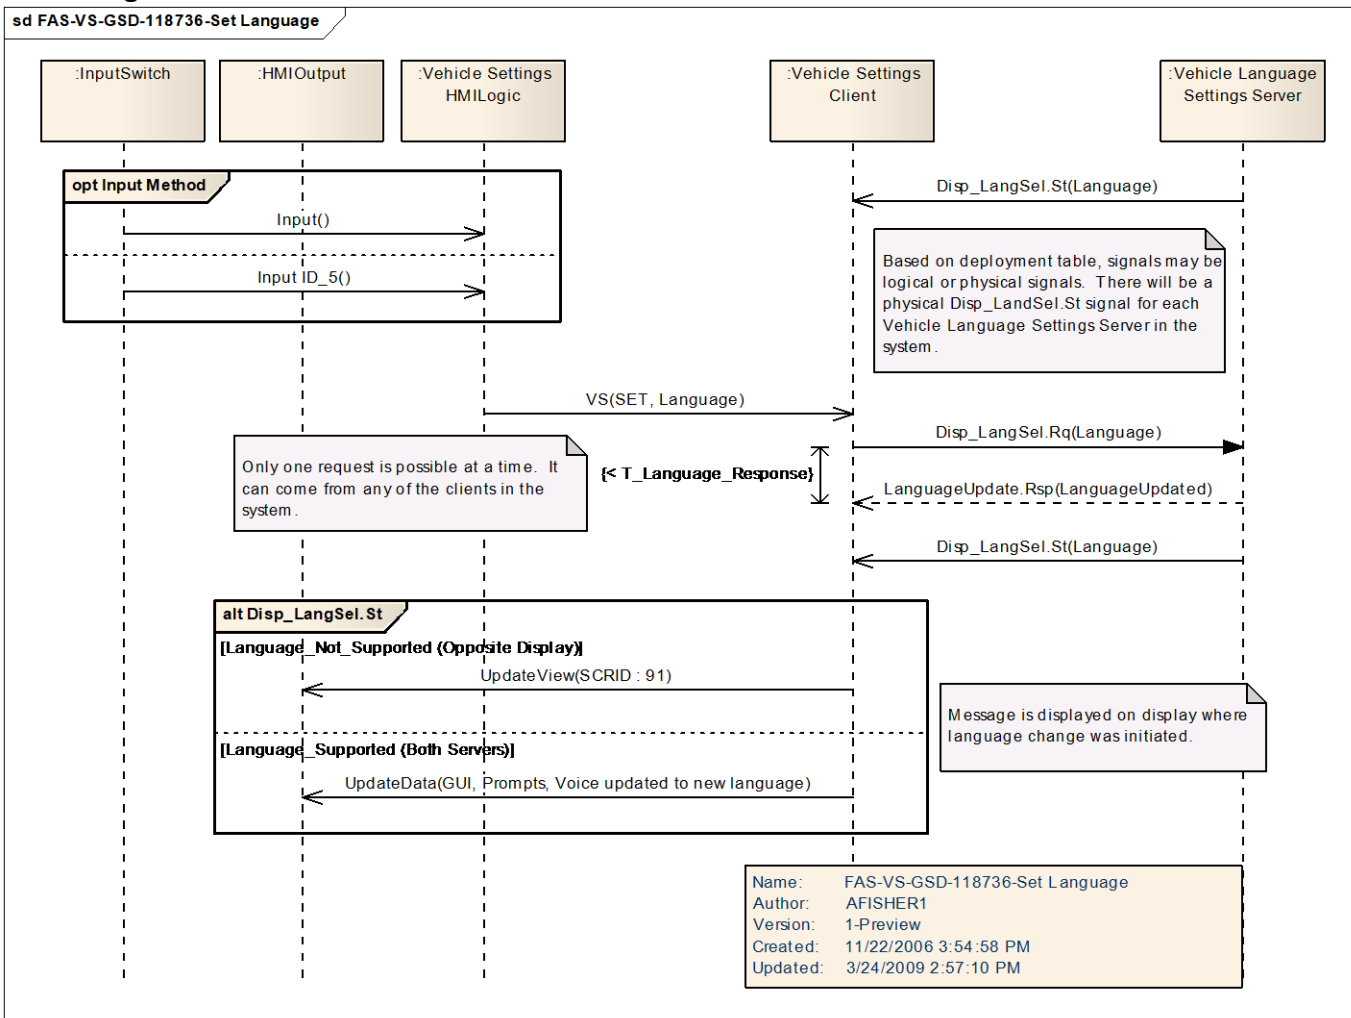 sd FAS-VS-GSD-118736-Set Language
:InputSwitch
:HMIOutput
:Vehicle Settings
HMILogic
:Vehicle Settings
Client
:Vehicle Language
Settings Server
opt Input Method
Input()
Input ID_5()
Disp_LangSel.St(Language)
Based on deployment table, signals may be
logical or physical signals. There will be a
physical Disp_LandSel.St signal for each
Vehicle Language Settings Server in the
system.
VS(SET, Language)
Disp_LangSel.Rq(Language)
Only one request is possible at a time. It
can come from any of the clients in the
system.
{< T_Language_Response}
LanguageUpdate.Rsp(LanguageUpdated)
Disp_LangSel.St(Language)
alt Disp_LangSel.St
[Language_Not_Supported (Opposite Display)]
UpdateView(SCRID : 91)
Message is displayed on display where
language change was initiated.
[Language_Supported (Both Servers)]
UpdateData(GUI, Prompts, Voice updated to new language)
Name: FAS-VS-GSD-118736-Set Language
Author: AFISHER1
Version: 1-Preview
Created: 11/22/2006 3:54:58 PM
Updated: 3/24/2009 2:57:10 PM